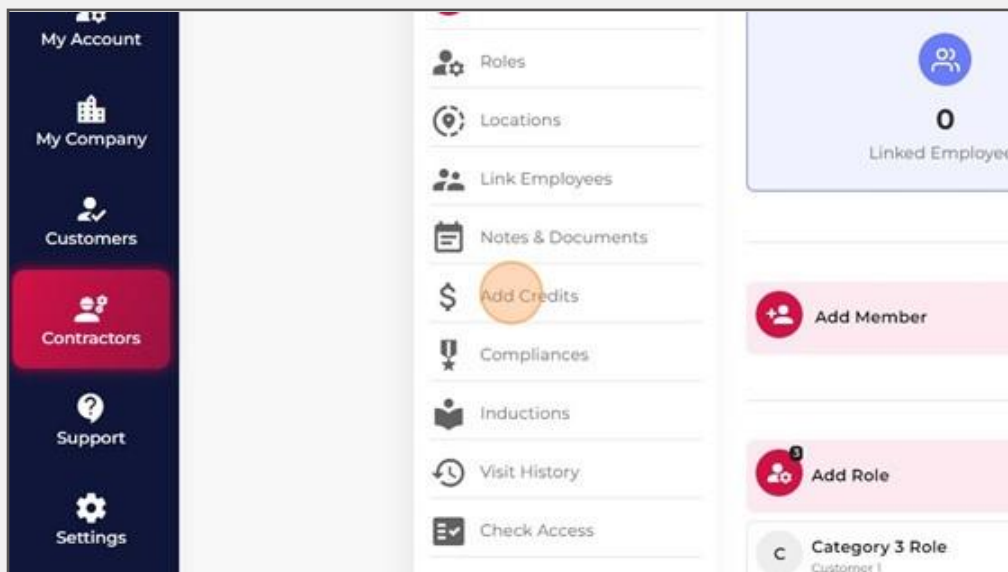 My Account
My Company
Customers
Contractors
Support
Settings
Roles
Locations
Link Employees
Notes & Documents
Add Credits
Compliances
Inductions
Visit History
Check Access
0
Linked Employee
Add Member
3
Add Role
C
Category 3 Role
Customer 1